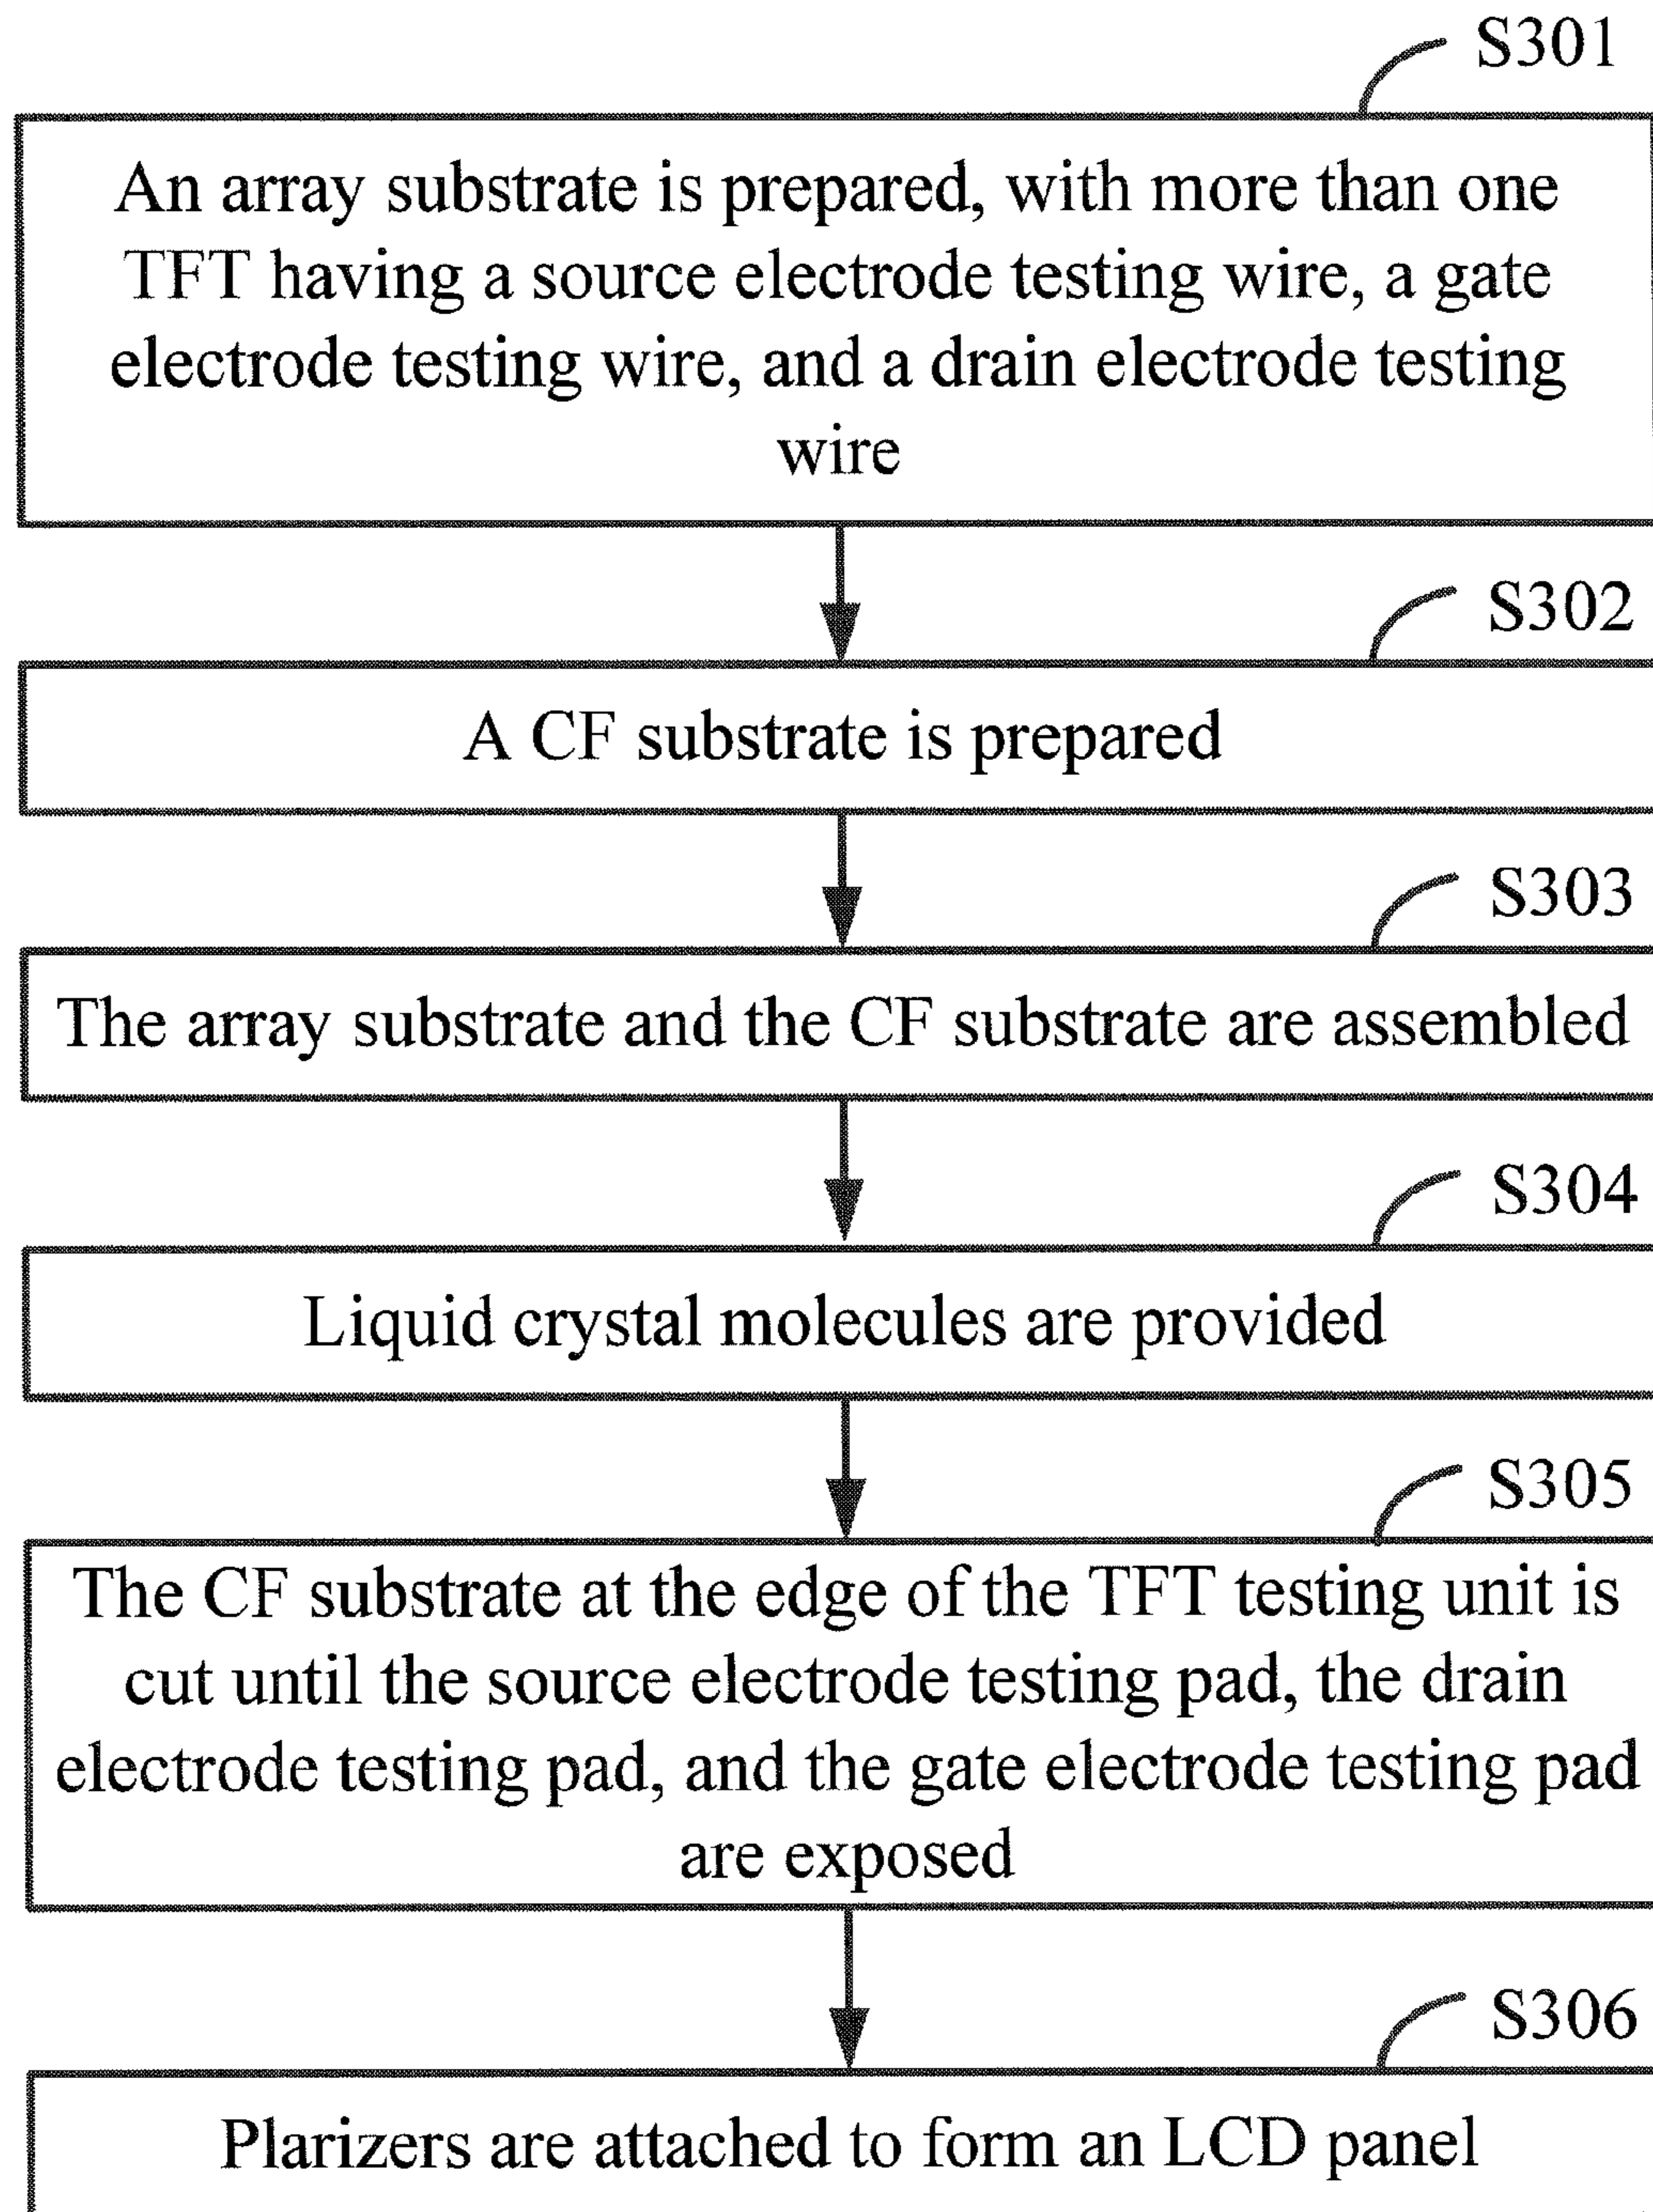 S301
An array substrate is prepared, with more than one
TFT having a source electrode testing wire, a gate
electrode testing wire, and a drain electrode testing
wire
S302
A CF substrate is prepared
S303
The array substrate and the CF substrate are assembled
S304
Liquid crystal molecules are provided
S305
The CF substrate at the edge of the TFT testing unit is
cut until the source electrode testing pad, the drain
electrode testing pad, and the gate electrode testing pad
are exposed
S306
Plarizers are attached to form an LCD panel